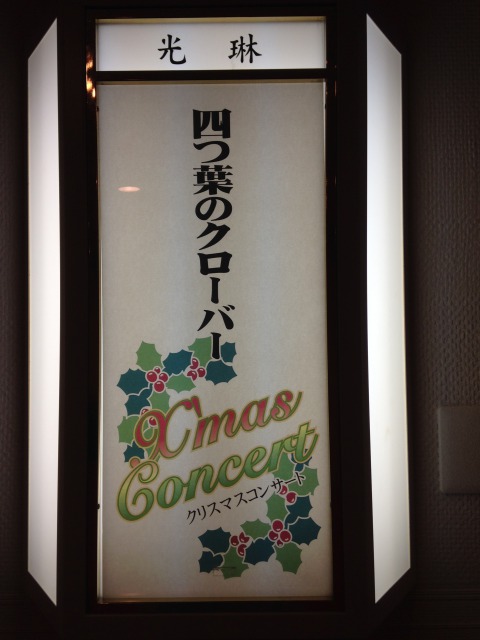 光琳
四つ葉のクローバー
X'mas
Concert
クリスマスコンサート